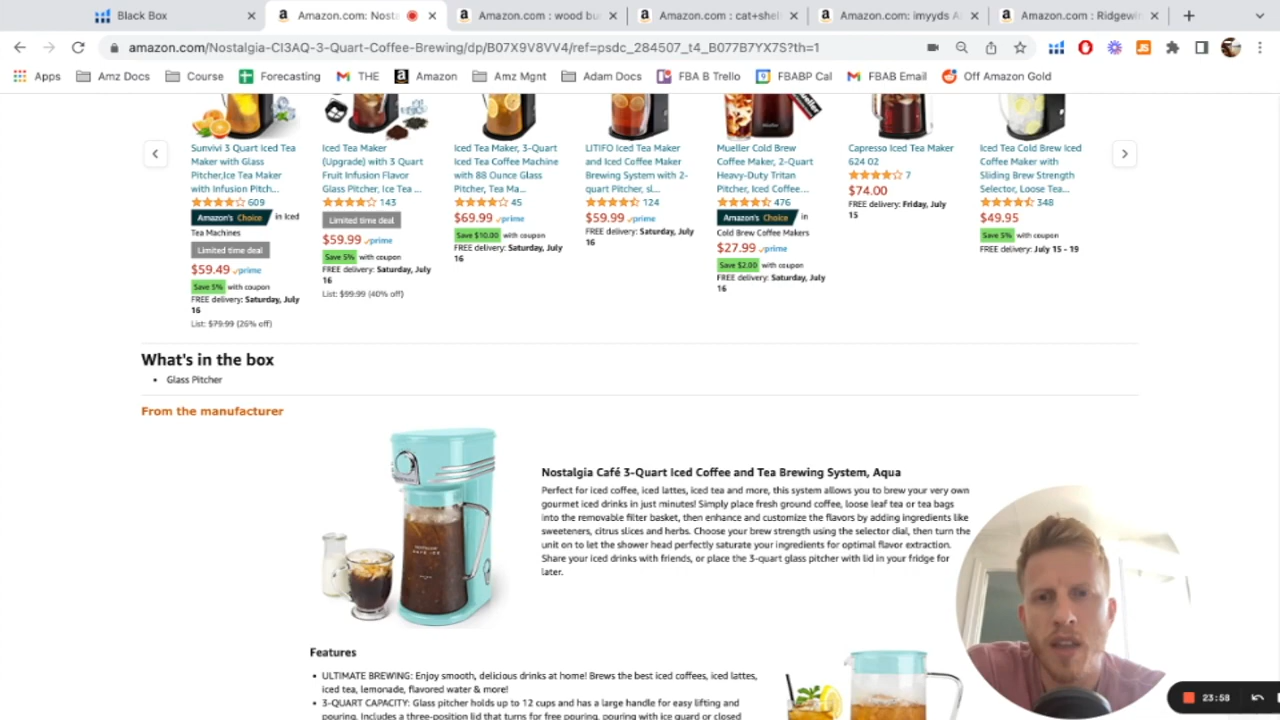 Black Box
Amazon.com: Nosta
Amazon.com : wood bu
Amazon.com : cat+shel
Amazon.com: imyyds A
Amazon.com : Ridgewi
amazon.com/Nostalgia-CI3AQ-3-Quart-Coffee-Brewing/dp/B07X9V8VV4/ref=psdc_284507_t4_B077B7YX7S?th=1
Apps
Amz Docs
Course
Forecasting
THE
Amazon
Amz Mgnt
Adam Docs
FBA B Trello
FBABP Cal
FBAB Email
Off Amazon Gold
Sunvivi 3 Quart Iced Tea
Maker with Glass
Pitcher,Ice Tea Maker
with Infusion Pitch...
609
Amazon's Choice in Iced
Tea Machines
Limited time deal
$59.49 prime
Save 5% with coupon
FREE delivery: Saturday, July
16
List: $79.99 (26% off)
Iced Tea Maker
(Upgrade) with 3 Quart
Fruit Infusion Flavor
Glass Pitcher, Ice Tea ...
143
Limited time deal
$59.99 prime
Save 5% with coupon
FREE delivery: Saturday, July
16
List: $99.99 (40% off)
Iced Tea Maker, 3-Quart
Iced Tea Coffee Machine
with 88 Ounce Glass
Pitcher, Tea Ma...
45
$69.99 prime
Save $10.00 with coupon
FREE delivery: Saturday, July
16
LITIFO Iced Tea Maker
and Iced Coffee Maker
Brewing System with 2-
quart Pitcher, sl...
124
$59.99 prime
FREE delivery: Saturday, July
16
Mueller Cold Brew
Coffee Maker, 2-Quart
Heavy-Duty Tritan
Pitcher, Iced Coffee...
476
Amazon's Choice in
Cold Brew Coffee Makers
$27.99 prime
Save $2.00 with coupon
FREE delivery: Saturday, July
16
Capresso Iced Tea Maker
624 02
7
$74.00
FREE delivery: Friday, July
15
Iced Tea Cold Brew Iced
Coffee Maker with
Sliding Brew Strength
Selector, Loose Tea...
348
$49.95
Save 5% with coupon
FREE delivery: July 15 - 19
What's in the box
• Glass Pitcher
From the manufacturer
Nostalgia Café 3-Quart Iced Coffee and Tea Brewing System, Aqua
Perfect for iced coffee, iced lattes, iced tea and more, this system allows you to brew your very own
gourmet iced drinks in just minutes! Simply place fresh ground coffee, loose leaf tea or tea bags
into the removable filter basket, then enhance and customize the flavors by adding ingredients like
sweeteners, citrus slices and herbs. Choose your brew strength using the selector dial, then turn the
unit on to let the shower head perfectly saturate your ingredients for optimal flavor extraction.
Share your iced drinks with friends, or place the 3-quart glass pitcher with lid in your fridge for
later.
Features
• ULTIMATE BREWING: Enjoy smooth, delicious drinks at home! Brews the best iced coffees, iced lattes,
iced tea, lemonade, flavored water & more!
• 3-QUART CAPACITY: Glass pitcher holds up to 12 cups and has a large handle for easy lifting and
pouring. Includes a three-position lid that turns for free pouring, pouring with ice guard or closed
23:58